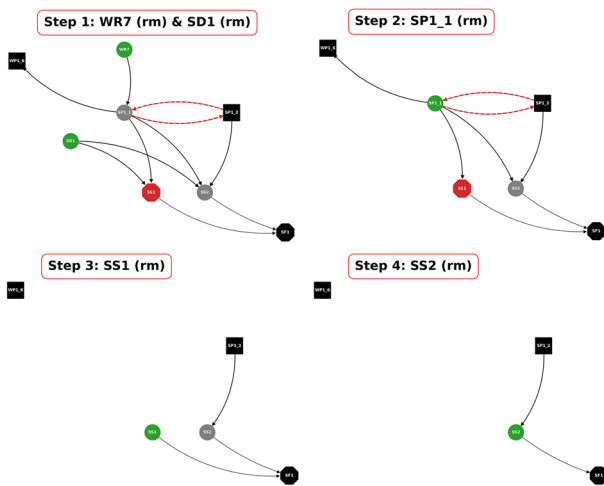 Step 1: WR7 (rm) & SD1 (rm)
WR7
WP1_6
SP1_1
SP1_2
SD1
SS1
SS2
SF1
Step 2: SP1_1 (rm)
WP1_6
SP1_1
SP1_2
SS1
SS2
SF1
Step 3: SS1 (rm)
WP1_6
SP1_2
SS1
SS2
SF1
Step 4: SS2 (rm)
WP1_6
SP1_2
SS2
SF1